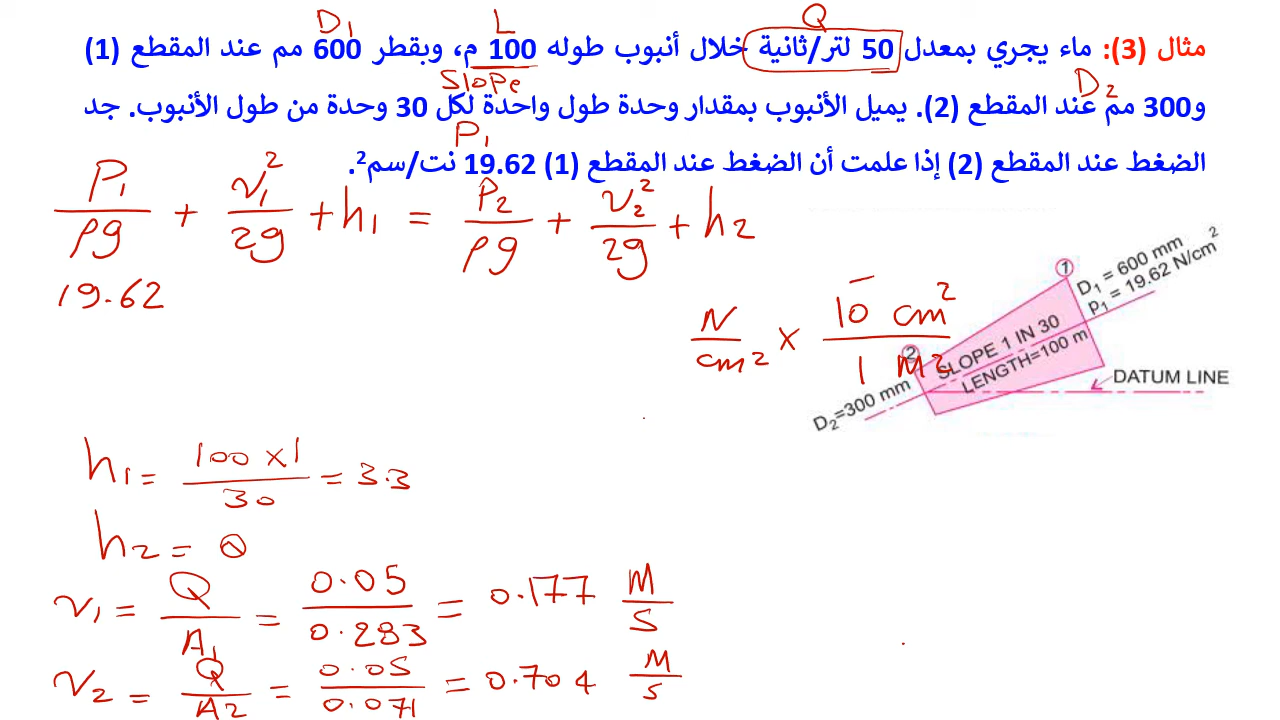 D₁ L Q
مثال (3): ماء يجري بمعدل 50 لتر/ثانية خلال أنبوب طوله 100 م، وبقطر 600 مم عند المقطع (1)
Slope D₂
و300 مم عند المقطع (2). يميل الأنبوب بمقدار وحدة طول واحدة لكل 30 وحدة من طول الأنبوب. جد
P₁
الضغط عند المقطع (2) إذا علمت أن الضغط عند المقطع (1) 19.62 نت/سم².
P₁/ρg + v₁²/2g + h₁ = P₂/ρg + v₂²/2g + h₂
19.62
N/cm² × 10⁻ cm²/1 M²
①
D₁ = 600 mm
p₁ = 19.62 N/cm²
②
SLOPE 1 IN 30
LENGTH=100 m
DATUM LINE
D₂=300 mm
h₁ = 100 × 1/30 = 3.3
h₂ = 0
v₁ = Q/A₁ = 0.05/0.283 = 0.177 M/S
v₂ = Q/A₂ = 0.05/0.071 = 0.704 M/S